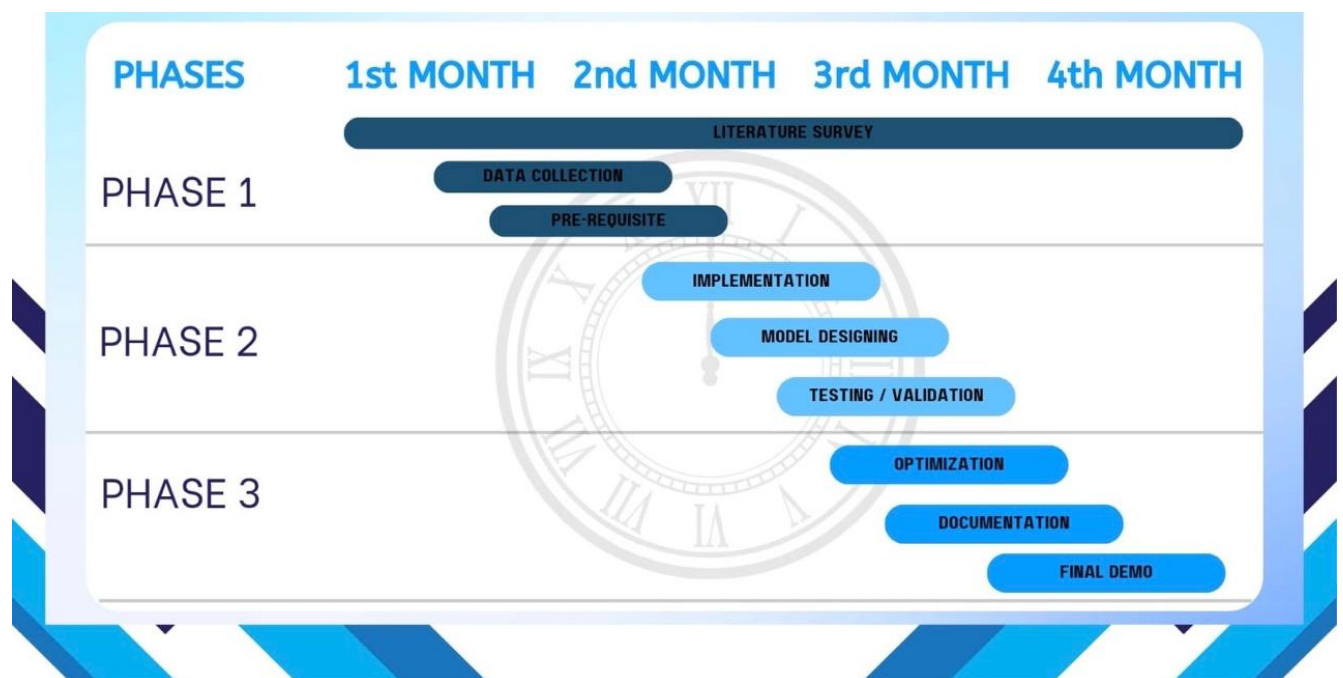 PHASES 1st MONTH 2nd MONTH 3rd MONTH 4th MONTH
LITERATURE SURVEY
PHASE 1
DATA COLLECTION
PRE-REQUISITE
PHASE 2
IMPLEMENTATION
MODEL DESIGNING
TESTING / VALIDATION
PHASE 3
OPTIMIZATION
DOCUMENTATION
FINAL DEMO